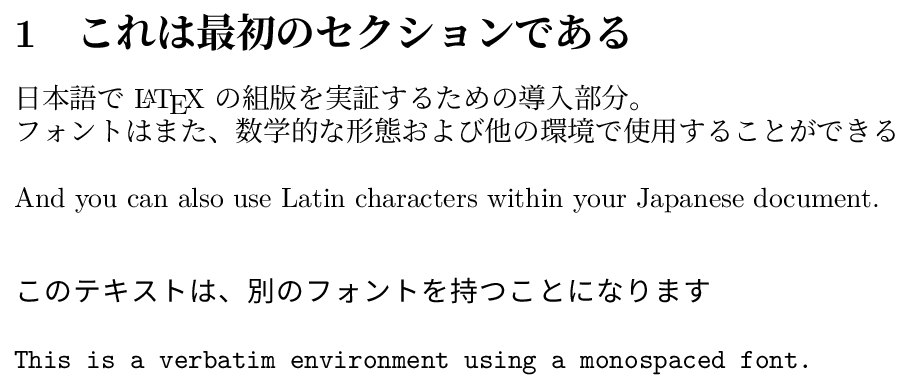 1 これは最初のセクションである
日本語で LATEX の組版を実証するための導入部分。
フォントはまた、数学的な形態および他の環境で使用することができる
And you can also use Latin characters within your Japanese document.
このテキストは、別のフォントを持つことになります
This is a verbatim environment using a monospaced font.